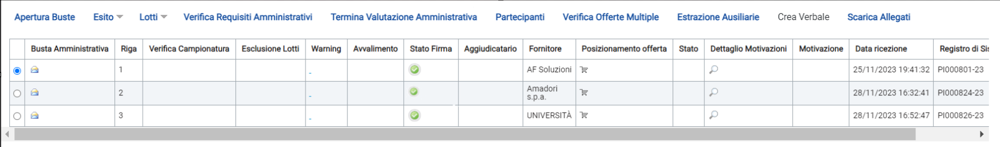 Apertura Buste Esito Lotti Verifica Requisiti Amministrativi Termina Valutazione Amministrativa Partecipanti Verifica Offerte Multiple Estrazione Ausiliarie Crea Verbale Scarica Allegati
Busta Amministrativa Riga Verifica Campionatura Esclusione Lotti Warning Avvalimento Stato Firma Aggiudicatario Fornitore Posizionamento offerta Stato Dettaglio Motivazioni Motivazione Data ricezione Registro di Sis
1 - AF Soluzioni 25/11/2023 19:41:32 PI000801-23
2 - Amadori s.p.a. 28/11/2023 16:32:41 PI000824-23
3 - UNIVERSITÀ 28/11/2023 16:52:47 PI000826-23